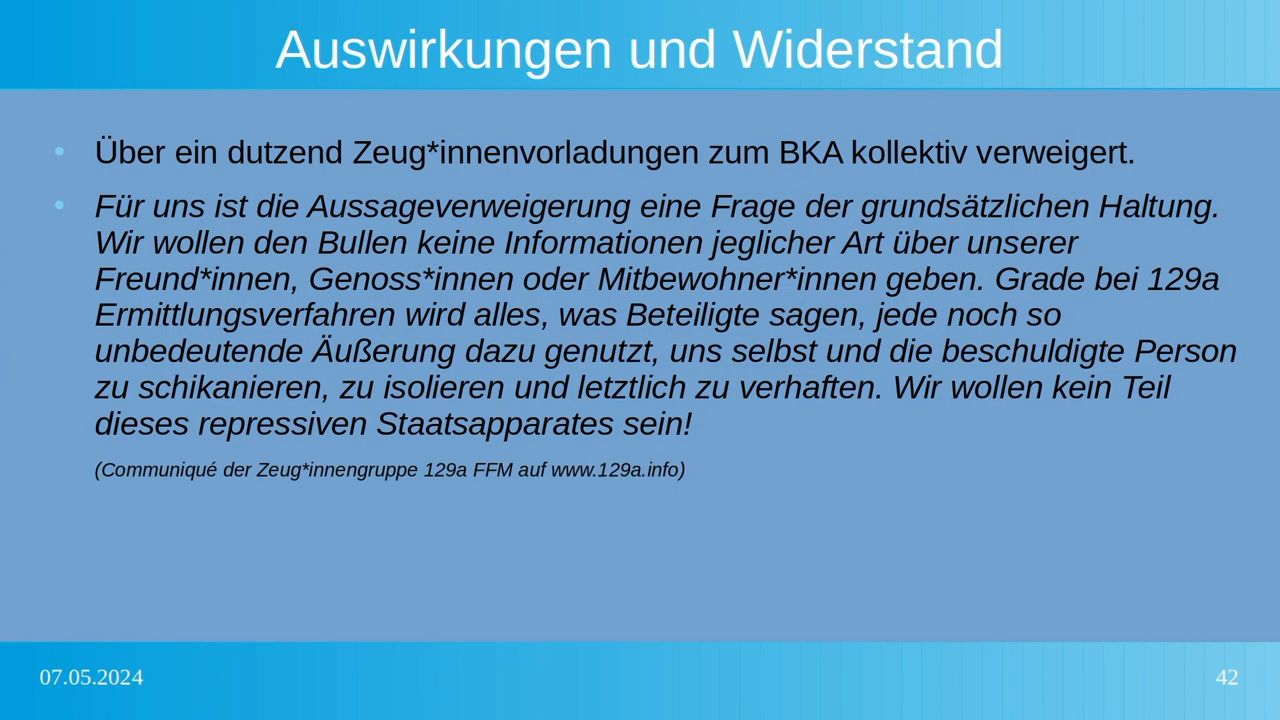 Auswirkungen und Widerstand
Über ein dutzend Zeug*innenvorladungen zum BKA kollektiv verweigert.
Für uns ist die Aussageverweigerung eine Frage der grundsätzlichen Haltung.
Wir wollen den Bullen keine Informationen jeglicher Art über unserer
Freund*innen, Genoss*innen oder Mitbewohner*innen geben. Grade bei 129a
Ermittlungsverfahren wird alles, was Beteiligte sagen, jede noch so
unbedeutende Äußerung dazu genutzt, uns selbst und die beschuldigte Person
zu schikanieren, zu isolieren und letztlich zu verhaften. Wir wollen kein Teil
dieses repressiven Staatsapparates sein!
(Communiqué der Zeug*innengruppe 129a FFM auf www.129a.info)
07.05.2024
42